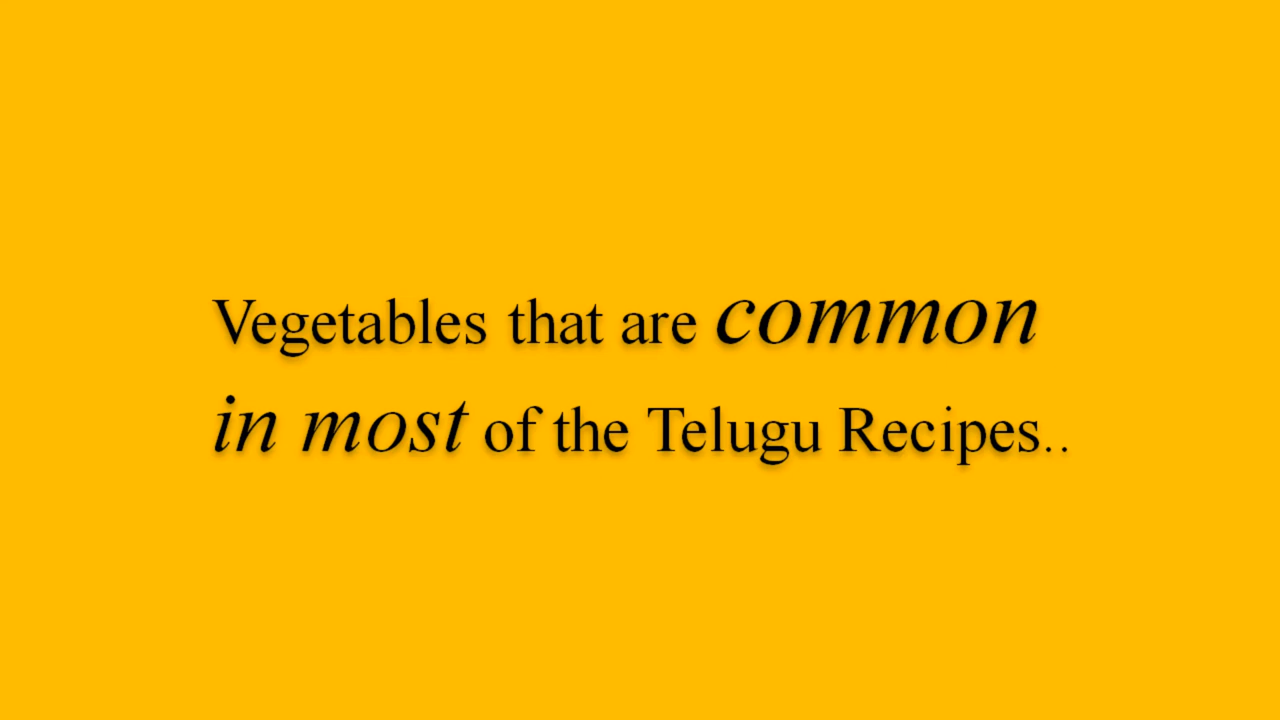 Vegetables that are common
in most of the Telugu Recipes..